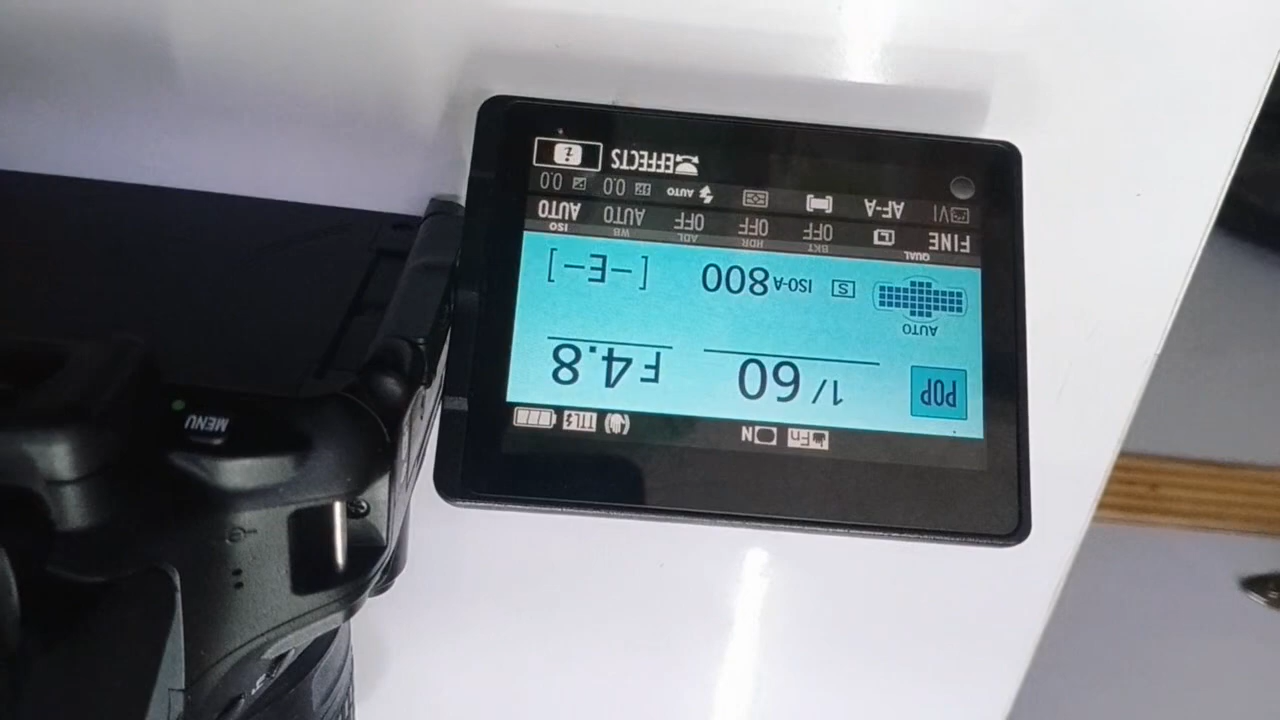 Fn N TTL
POP 1/60 F4.8
AUTO
S ISO-A 800 [-E-]
QUAL BKT HDR ADL WB ISO
FINE L OFF OFF OFF AUTO AUTO
VI AF-A AUTO 0.0 0.0
EFFECTS i
MENU